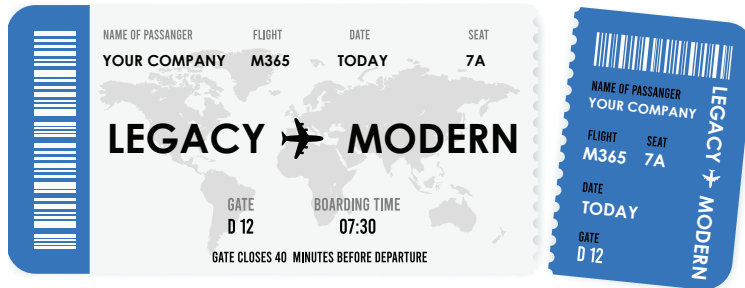 NAME OF PASSANGER FLIGHT DATE SEAT
YOUR COMPANY M365 TODAY 7A
LEGACY MODERN
GATE BOARDING TIME
D 12 07:30
GATE CLOSES 40 MINUTES BEFORE DEPARTURE
NAME OF PASSANGER
YOUR COMPANY
FLIGHT SEAT
M365 7A
DATE
TODAY
GATE
D 12
LEGACY MODERN